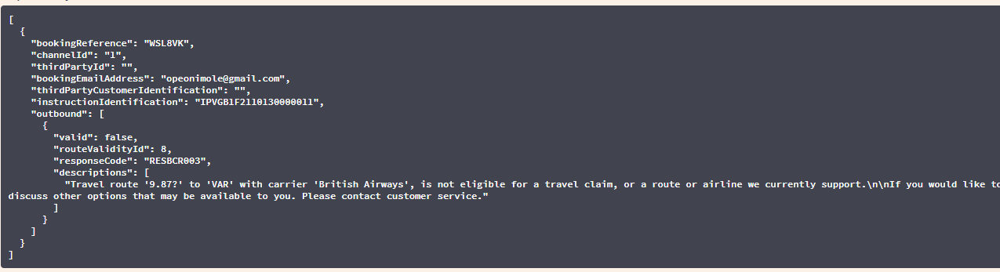 [
  {
    "bookingReference": "WSL8VK",
    "channelId": "1",
    "thirdPartyId": "",
    "bookingEmailAddress": "opeonimole@gmail.com",
    "thirdPartyCustomerIdentification": "",
    "instructionIdentification": "IPVGB1F2110130000011",
    "outbound": [
      {
        "valid": false,
        "routeValidityId": 8,
        "responseCode": "RESBCR003",
        "descriptions": [
          "Travel route '9.87?' to 'VAR' with carrier 'British Airways', is not eligible for a travel claim, or a route or airline we currently support.\n\nIf you would like to
discuss other options that may be available to you. Please contact customer service."
        ]
      }
    ]
  }
]